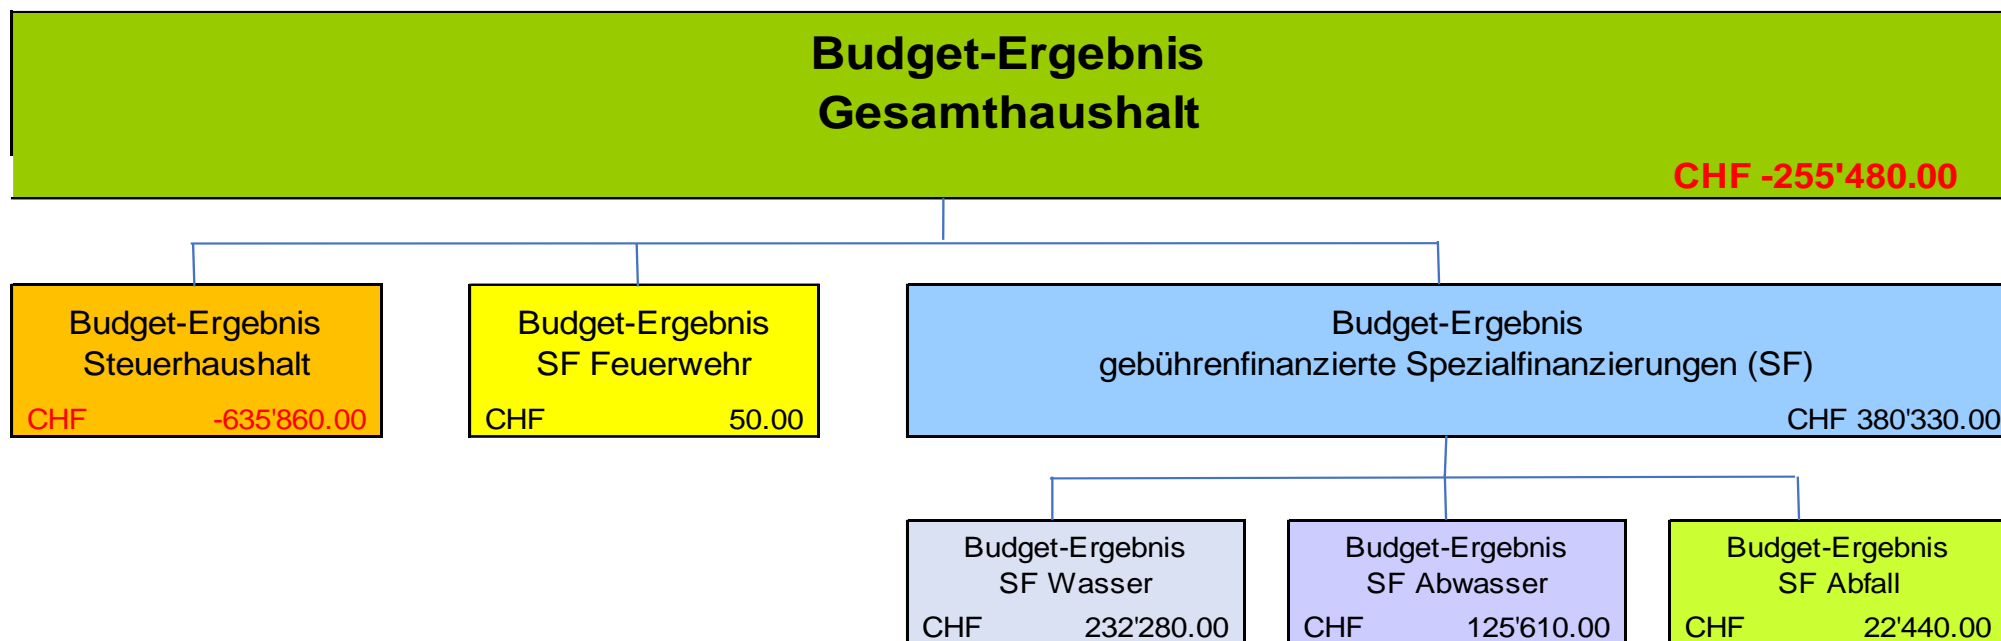 Budget-Ergebnis
Gesamthaushalt
CHF -255'480.00
Budget-Ergebnis
Steuerhaushalt
CHF -635'860.00
Budget-Ergebnis
SF Feuerwehr
CHF 50.00
Budget-Ergebnis
gebührenfinanzierte Spezialfinanzierungen (SF)
CHF 380'330.00
Budget-Ergebnis
SF Wasser
CHF 232'280.00
Budget-Ergebnis
SF Abwasser
CHF 125'610.00
Budget-Ergebnis
SF Abfall
CHF 22'440.00